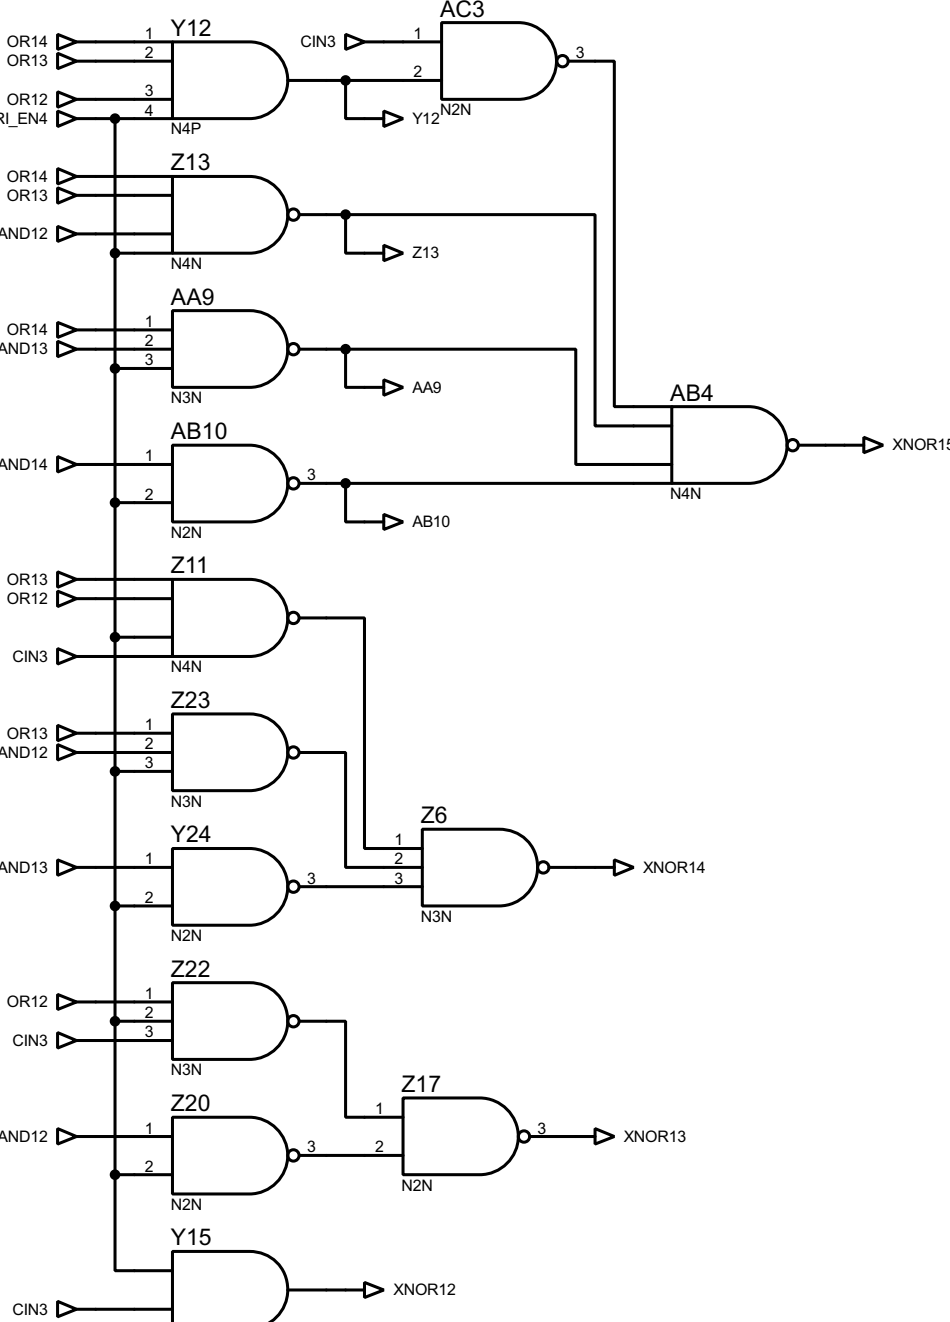 AC3
Y12
OR14 1
CIN3 1
3
OR13 2
2
OR12 3
RI_EN4 4
Y12
N2N
N4P
Z13
OR14
OR13
AND12
Z13
N4N
AA9
OR14 1
AND13 2
3
AA9
N3N
AB4
AB10
AND14 1
XNOR15
3
2
N4N
AB10
N2N
Z11
OR13
OR12
CIN3
N4N
Z23
OR13 1
AND12 2
3
N3N
Z6
Y24
1
AND13 1
2
XNOR14
3
3
2
N3N
N2N
Z22
OR12 1
2
CIN3 3
N3N
Z17
Z20
1
AND12 1
3
XNOR13
3
2
2
N2N
N2N
Y15
XNOR12
CIN3